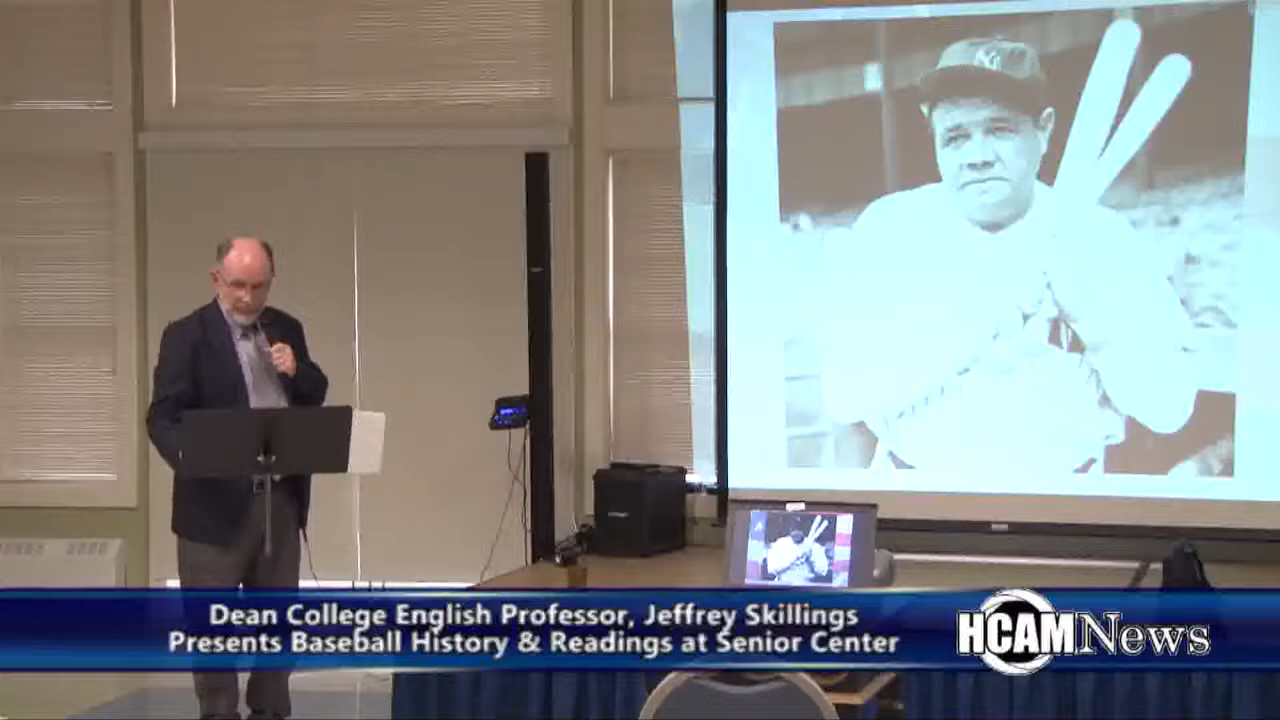 Dean College English Professor, Jeffrey Skillings
Presents Baseball History & Readings at Senior Center
HCAMNews